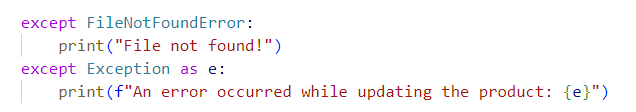 except FileNotFoundError:
    print("File not found!")
except Exception as e:
    print(f"An error occurred while updating the product: {e}")